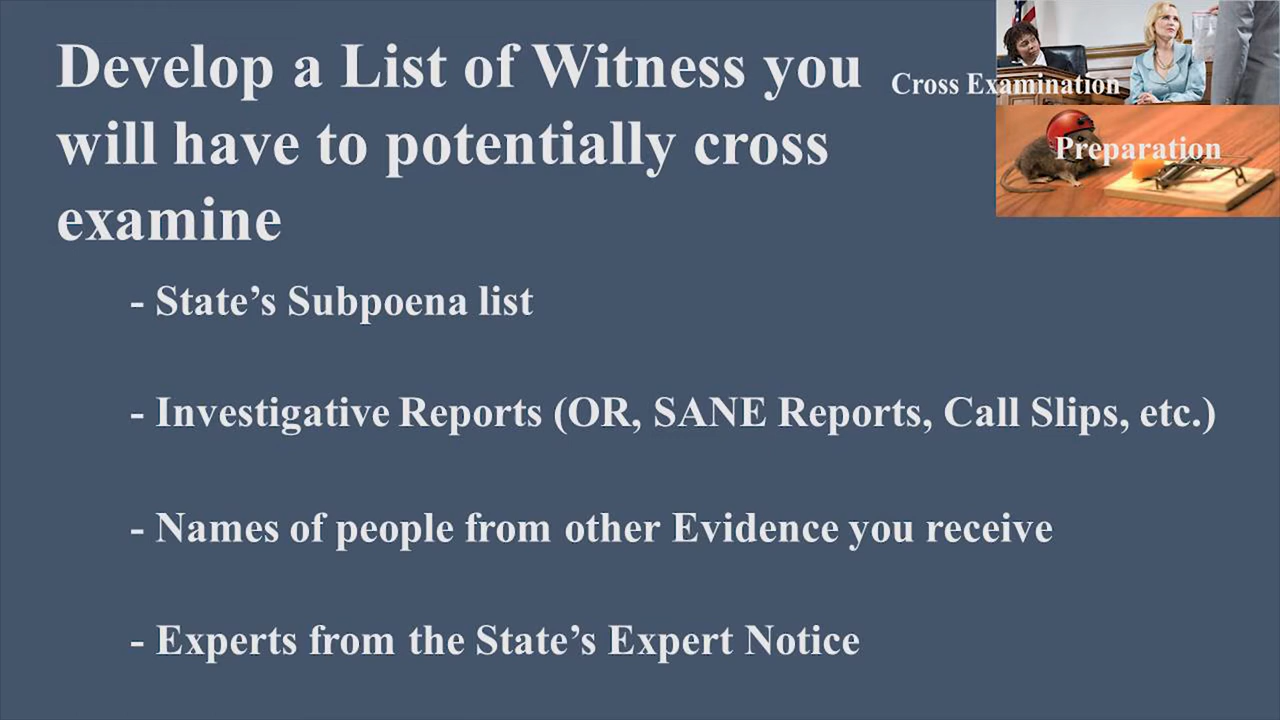 Develop a List of Witness you
will have to potentially cross
examine
Cross Examination
Preparation
- State’s Subpoena list
- Investigative Reports (OR, SANE Reports, Call Slips, etc.)
- Names of people from other Evidence you receive
- Experts from the State’s Expert Notice